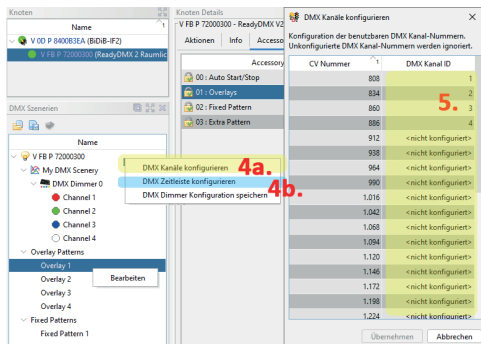 Knoten
Name
V 0D P 8400B3EA (BiDiB-IF2)
V FB P 72000300 (ReadyDMX 2 Raumlic
DMX Szenerien
Name
V FB P 72000300
My DMX Scenery
DMX Dimmer 0
Channel 1
Channel 2
Channel 3
Channel 4
Overlay Patterns
Overlay 1
Overlay 2
Overlay 3
Overlay 4
Fixed Patterns
Fixed Pattern 1
Bearbeiten
Knoten Details
V FB P 72000300 - ReadyDMX V2
Aktionen Info Accesso
Accessory
00 : Auto Start/Stop
01 : Overlays
02 : Fixed Pattern
03 : Extra Pattern
DMX Kanäle konfigurieren 4a.
DMX Zeitleiste konfigurieren 4b.
DMX Dimmer Konfiguration speichern
DMX Kanäle konfigurieren
Konfiguration der benutzbaren DMX Kanal-Nummern.
Unkonfigurierte DMX Kanal-Nummern werden ignoriert.
CV Nummer DMX Kanal ID
808 1
834 2
860 3
886 4
5.
912 <nicht konfiguriert>
938 <nicht konfiguriert>
964 <nicht konfiguriert>
990 <nicht konfiguriert>
1.016 <nicht konfiguriert>
1.042 <nicht konfiguriert>
1.068 <nicht konfiguriert>
1.094 <nicht konfiguriert>
1.120 <nicht konfiguriert>
1.146 <nicht konfiguriert>
1.172 <nicht konfiguriert>
1.198 <nicht konfiguriert>
1.224 <nicht konfiguriert>
Übernehmen Abbrechen